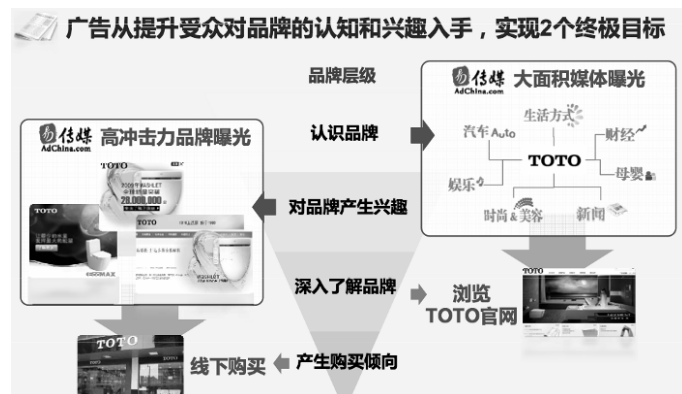 广告从提升受众对品牌的认知和兴趣入手，实现2个终极目标
品牌层级
易传媒 大面积媒体曝光
AdChina.com
生活方式
汽车Auto
财经
TOTO
母婴
娱乐
时尚&美容
新闻
认识品牌
易传媒 高冲击力品牌曝光
AdChina.com
TOTO
28,000,000
TOTO
TOTO
WASHLET
对品牌产生兴趣
深入了解品牌
浏览
TOTO官网
TOTO
TOTO
线下购买
产生购买倾向